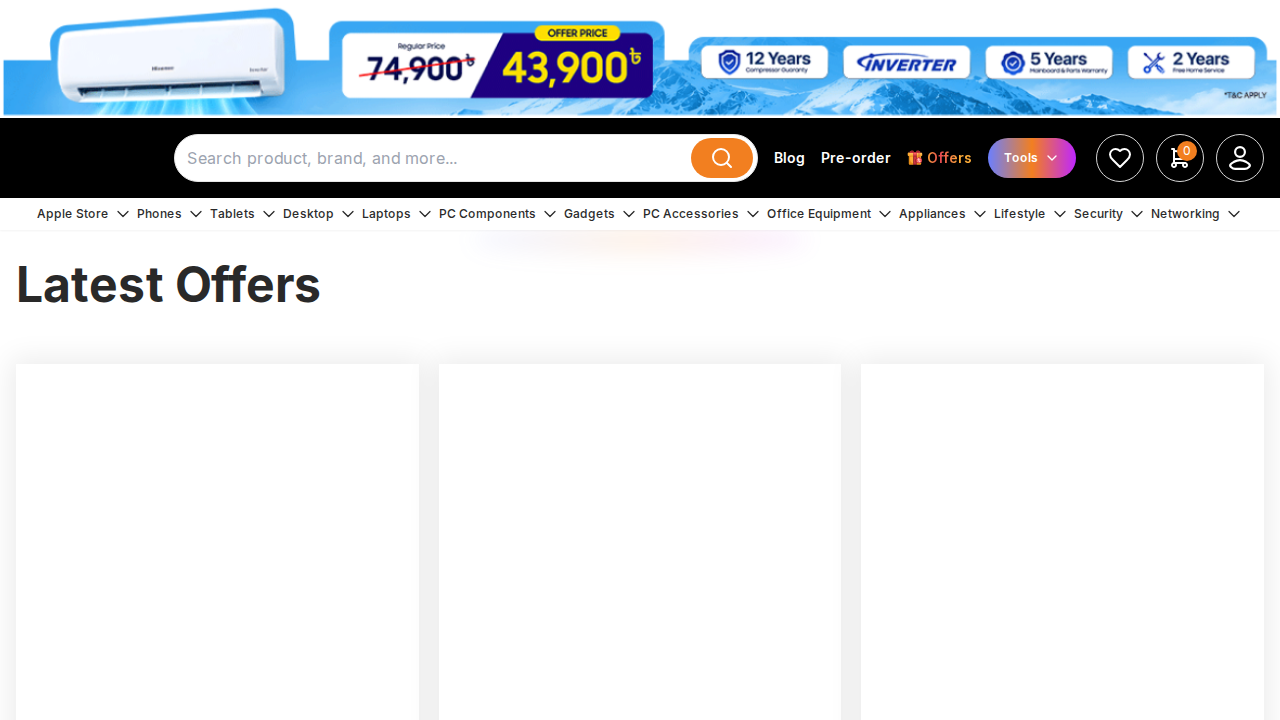 Hisense
Inverter
Regular Price
74,900৳
OFFER PRICE
43,900৳
12 Years
Compressor Guaranty
INVERTER
5 Years
Mainboard & Parts Warranty
2 Years
Free Home Service
*T&C APPLY
Search product, brand, and more...
Blog
Pre-order
Offers
Tools
0
Apple Store
Phones
Tablets
Desktop
Laptops
PC Components
Gadgets
PC Accessories
Office Equipment
Appliances
Lifestyle
Security
Networking
Latest Offers